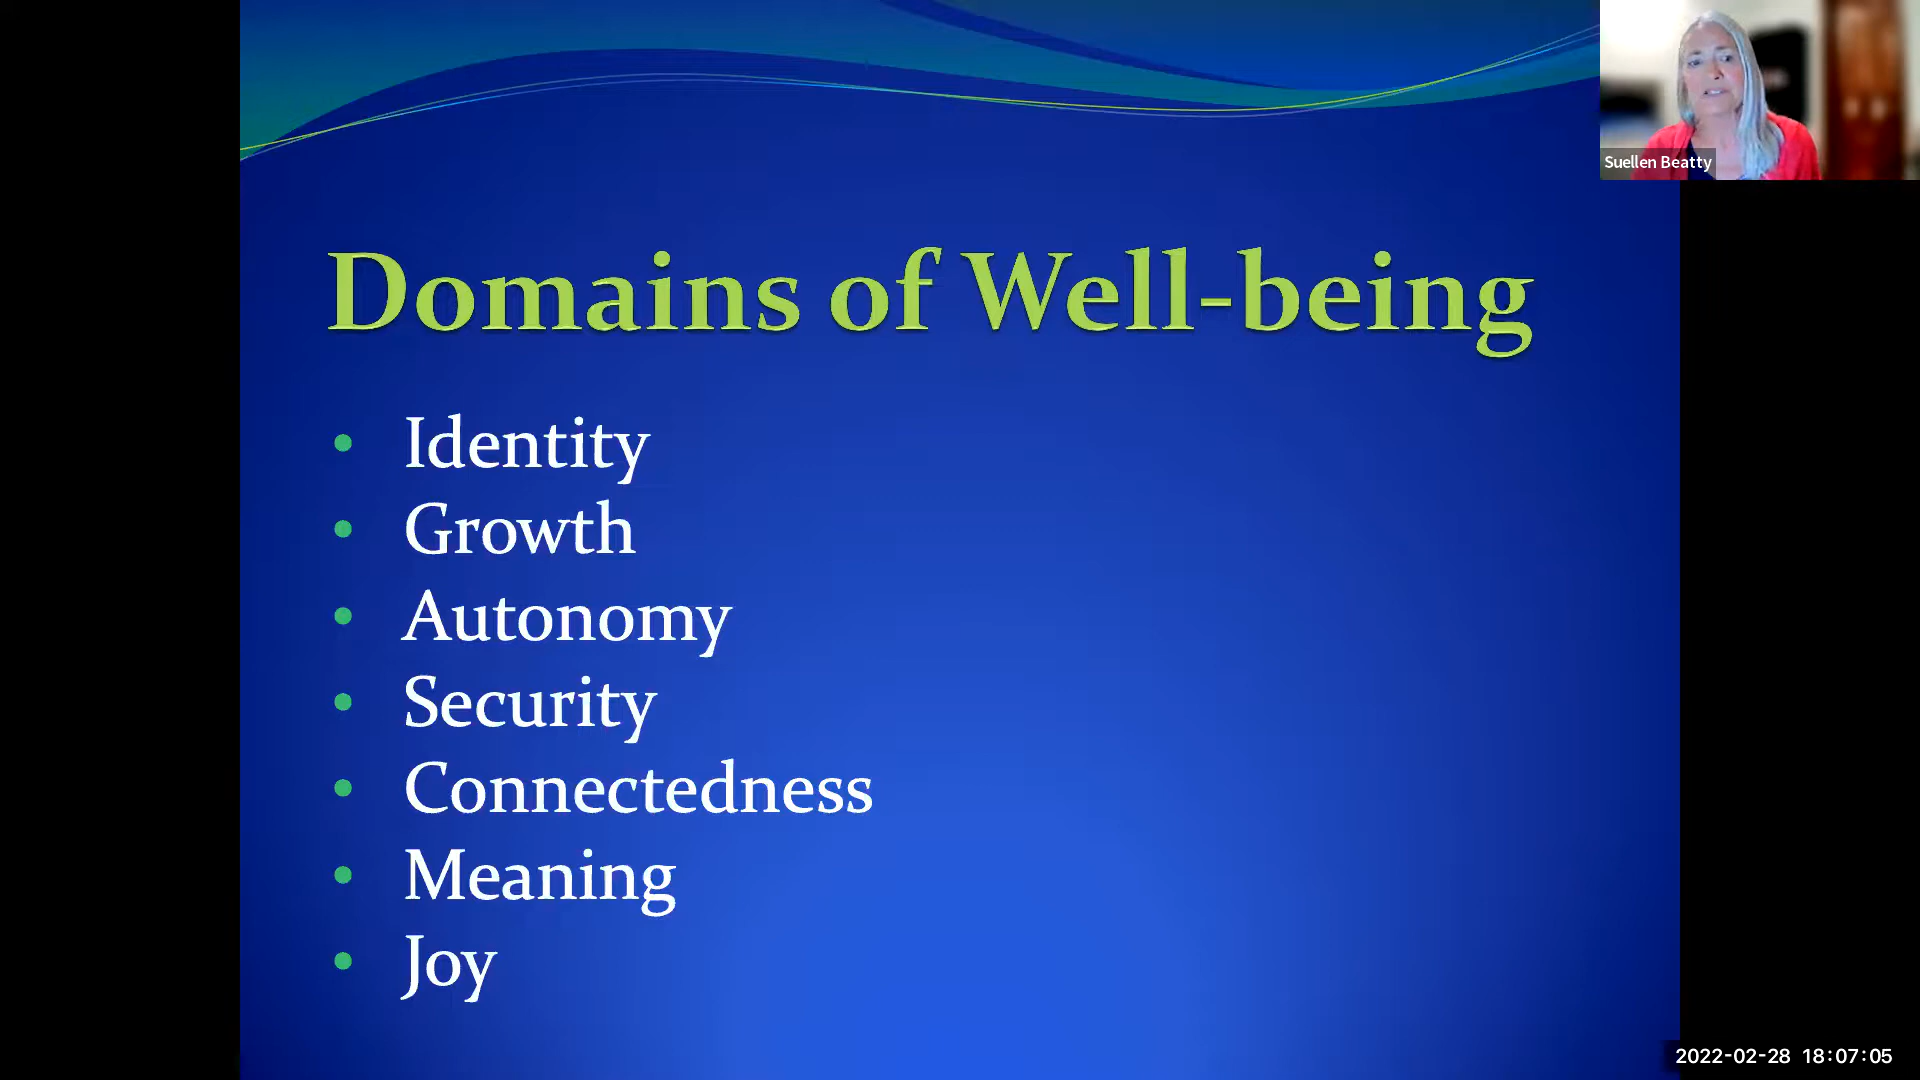 Suellen Beatty
Domains of Well-being
• Identity
• Growth
• Autonomy
• Security
• Connectedness
• Meaning
• Joy
2022-02-28 18:07:05